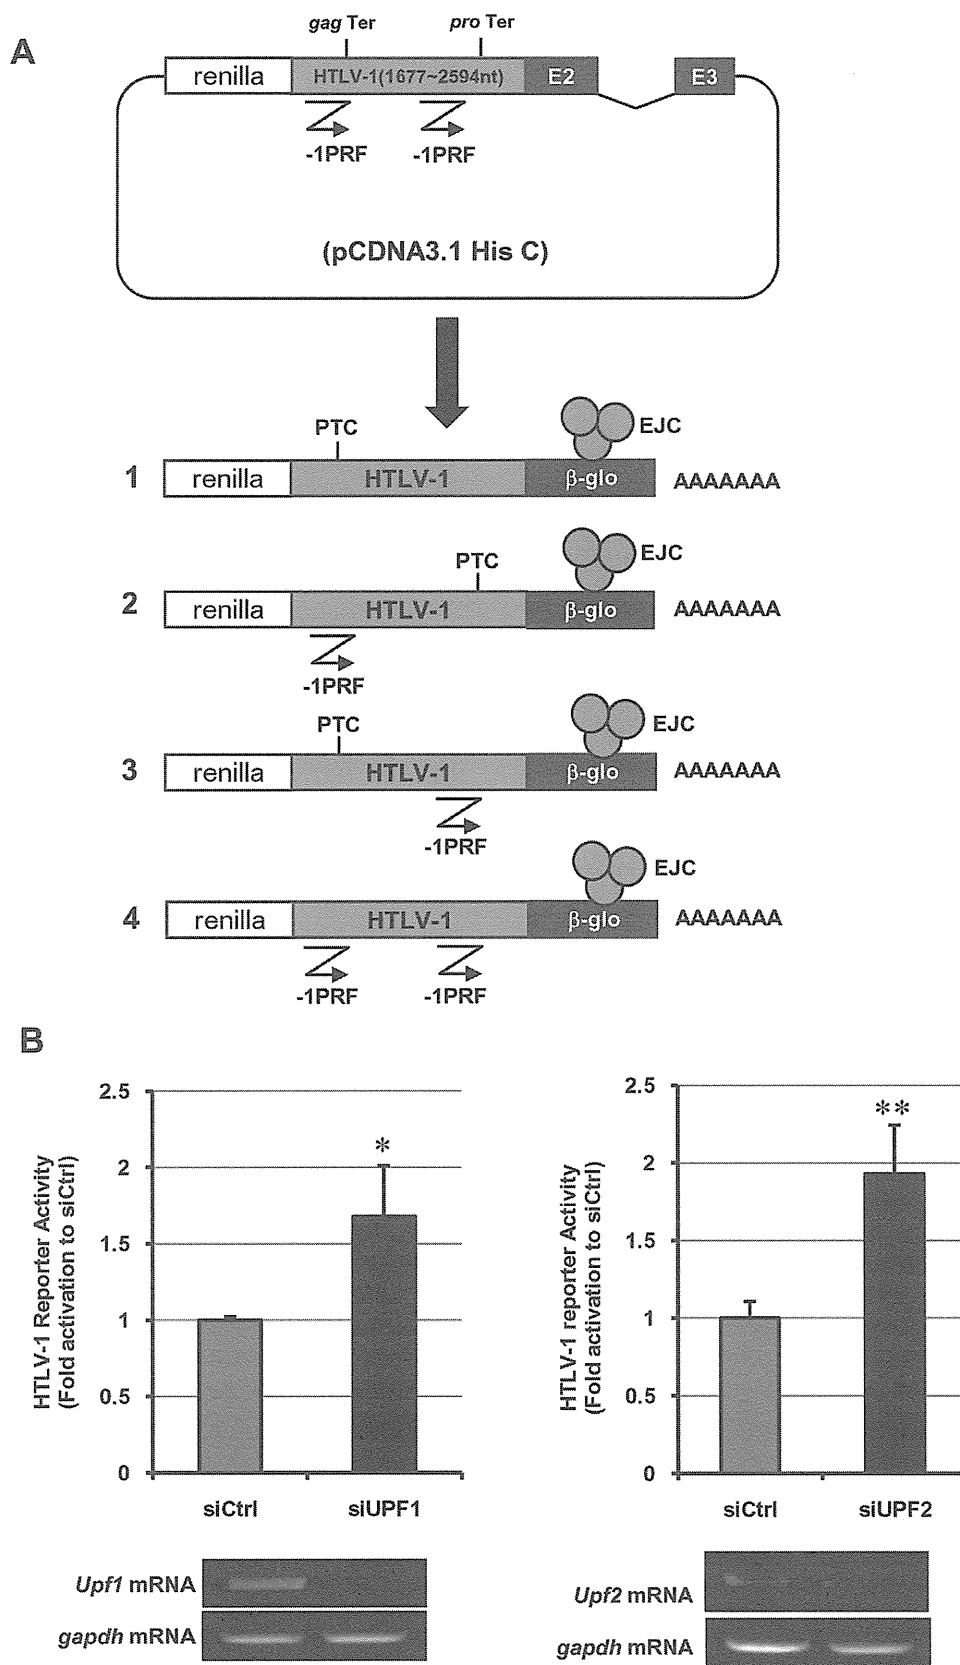 A
gag Ter
pro Ter
renilla
HTLV-1(1677~2594nt)
E2
E3
-1PRF
-1PRF
(pCDNA3.1 His C)
PTC
EJC
1
renilla
HTLV-1
β-glo
AAAAAAA
PTC
EJC
2
renilla
HTLV-1
β-glo
AAAAAAA
-1PRF
PTC
EJC
3
renilla
HTLV-1
β-glo
AAAAAAA
-1PRF
EJC
4
renilla
HTLV-1
β-glo
AAAAAAA
-1PRF
-1PRF
B
HTLV-1 Reporter Activity
(Fold activation to siCtrl)
2.5
2
1.5
1
0.5
0
*
siCtrl
siUPF1
Upf1 mRNA
gapdh mRNA
HTLV-1 reporter Activity
(Fold activation to siCtrl)
2.5
2
1.5
1
0.5
0
**
siCtrl
siUPF2
Upf2 mRNA
gapdh mRNA